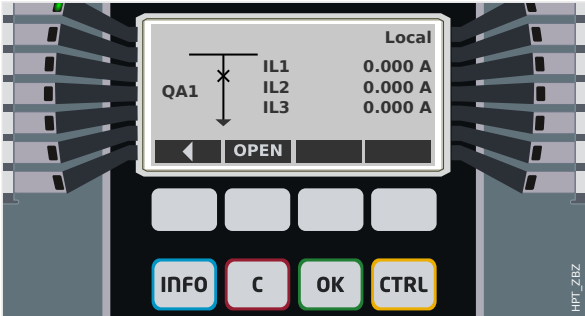 Local
IL1 0.000 A
QA1 IL2 0.000 A
IL3 0.000 A
OPEN
INFO C OK CTRL
HPT_ZBZ